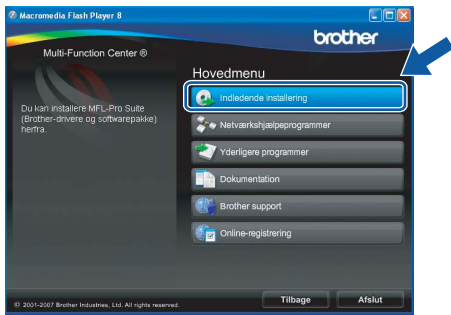 Macromedia Flash Player 8
brother
Multi-Function Center ®
Hovedmenu
Du kan installere MFL-Pro Suite
(Brother-drivere og softwarepakke)
herfra.
Indledende installering
Netværkshjælpeprogrammer
Yderligere programmer
Dokumentation
Brother support
Online-registrering
© 2001-2007 Brother Industries, Ltd. All rights reserved.
Tilbage
Afslut